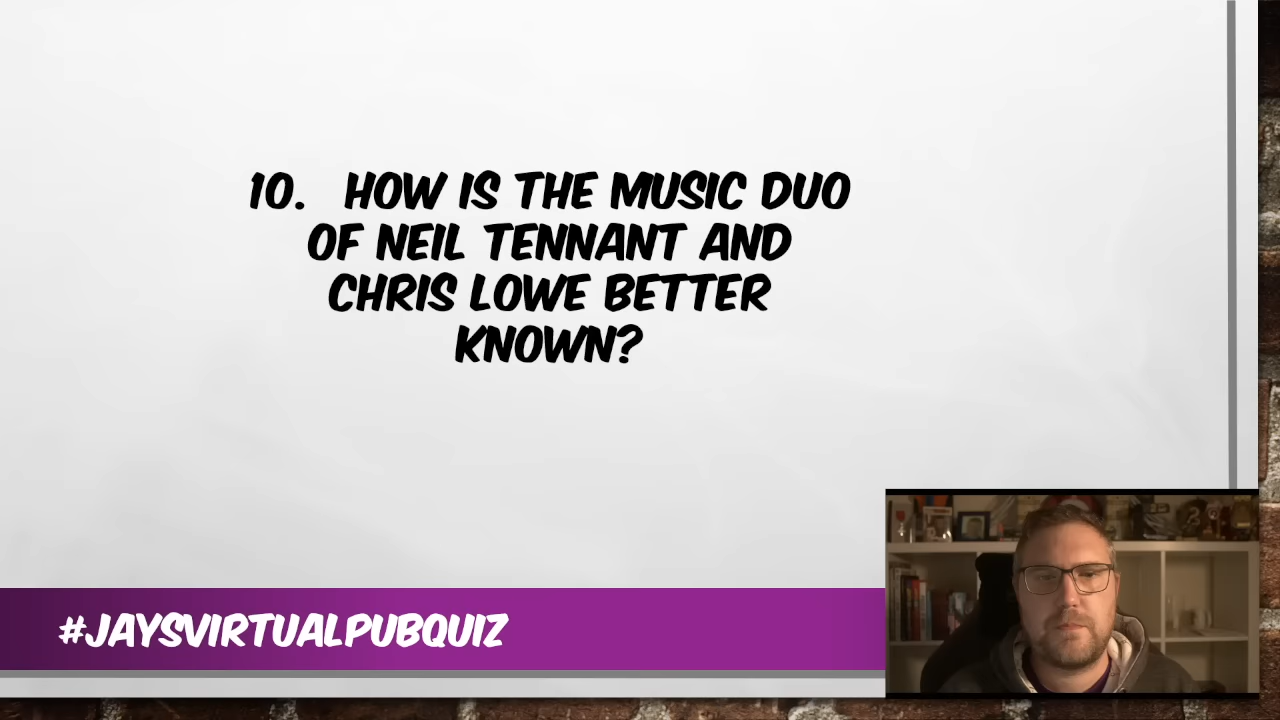 10. HOW IS THE MUSIC DUO
OF NEIL TENNANT AND
CHRIS LOWE BETTER
KNOWN?
#JAYSVIRTUALPUBQUIZ